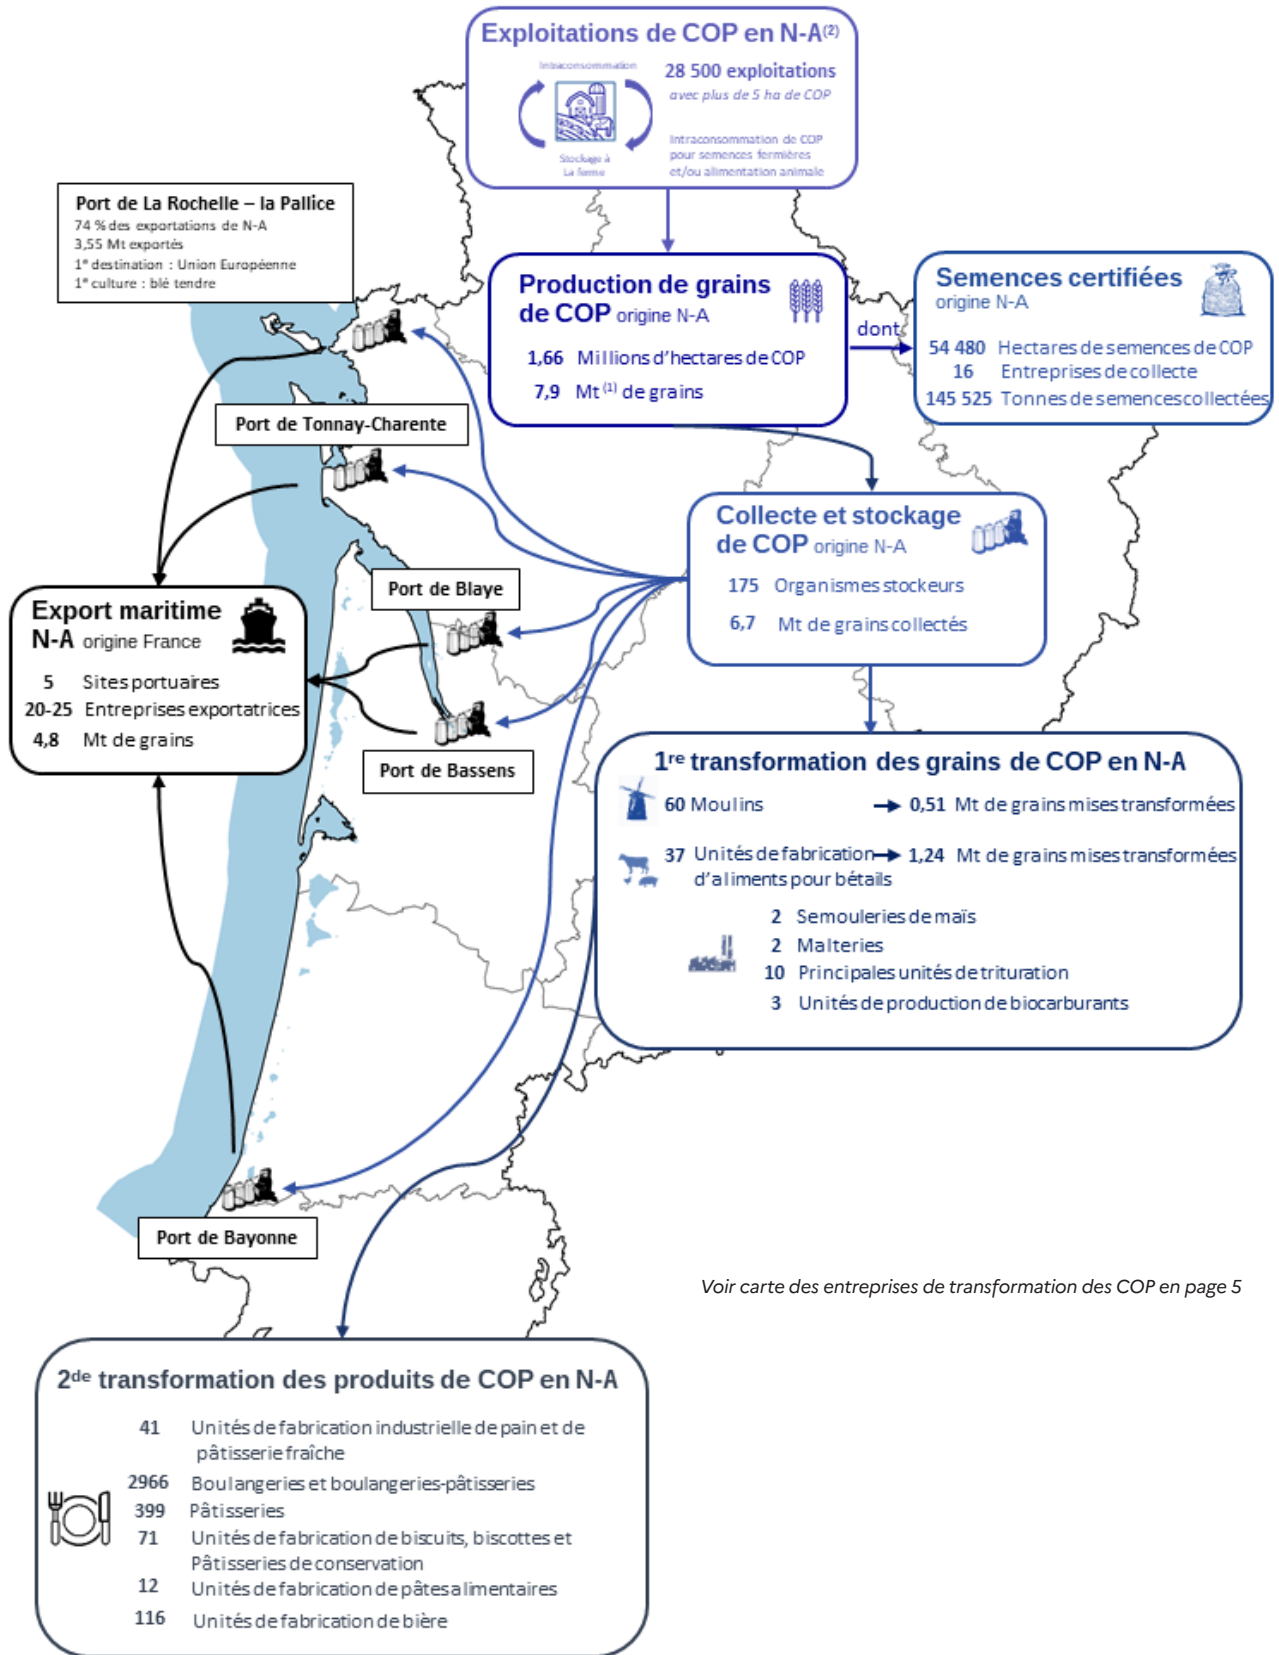 Exploitations de COP en N-A(2)
Intraconsommation
28 500 exploitations
avec plus de 5 ha de COP
Stockage à
La ferme
Intraconsommation de COP
pour semences fermières
et/ou alimentation animale
Port de La Rochelle – la Pallice
74 % des exportations de N-A
3,55 Mt exportés
1e destination : Union Européenne
1e culture : blé tendre
Production de grains
de COP origine N-A
1,66 Millions d'hectares de COP
7,9 Mt (1) de grains
dont
Semences certifiées
origine N-A
54 480 Hectares de semences de COP
16 Entreprises de collecte
145 525 Tonnes de semences collectées
Port de Tonnay-Charente
Collecte et stockage
de COP origine N-A
175 Organismes stockeurs
6,7 Mt de grains collectés
Port de Blaye
Export maritime
N-A origine France
5 Sites portuaires
20-25 Entreprises exportatrices
4,8 Mt de grains
Port de Bassens
1re transformation des grains de COP en N-A
60 Moulins 0,51 Mt de grains mises transformées
37 Unités de fabrication 1,24 Mt de grains mises transformées
d'aliments pour bétails
2 Semouleries de maïs
2 Malteries
10 Principales unités de trituration
3 Unités de production de biocarburants
Port de Bayonne
Voir carte des entreprises de transformation des COP en page 5
2de transformation des produits de COP en N-A
41 Unités de fabrication industrielle de pain et de
pâtisserie fraîche
2966 Boulangeries et boulangeries-pâtisseries
399 Pâtisseries
71 Unités de fabrication de biscuits, biscottes et
Pâtisseries de conservation
12 Unités de fabrication de pâtes alimentaires
116 Unités de fabrication de bière